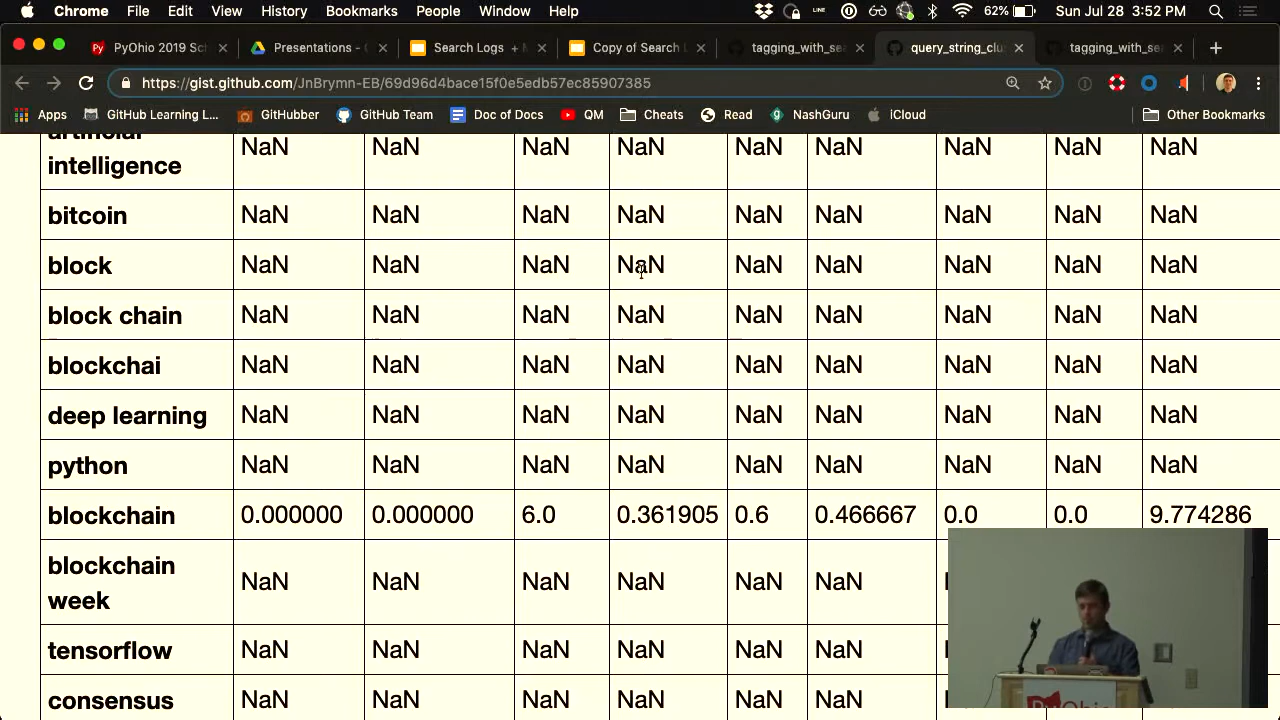 Chrome File Edit View History Bookmarks People Window Help LINE 62% Sun Jul 28 3:52 PM
PyOhio 2019 Sch Presentations - G Search Logs + M Copy of Search L tagging_with_sea query_string_clus tagging_with_sea
https://gist.github.com/JnBrymn-EB/69d96d4bace15f0e5edb57ec85907385
Apps GitHub Learning L... GitHubber GitHub Team Doc of Docs QM Cheats Read NashGuru iCloud Other Bookmarks
artificial
intelligence NaN NaN NaN NaN NaN NaN NaN NaN NaN
bitcoin NaN NaN NaN NaN NaN NaN NaN NaN NaN
block NaN NaN NaN NaN NaN NaN NaN NaN NaN
block chain NaN NaN NaN NaN NaN NaN NaN NaN NaN
blockchai NaN NaN NaN NaN NaN NaN NaN NaN NaN
deep learning NaN NaN NaN NaN NaN NaN NaN NaN NaN
python NaN NaN NaN NaN NaN NaN NaN NaN NaN
blockchain 0.000000 0.000000 6.0 0.361905 0.6 0.466667 0.0 0.0 9.774286
blockchain
week NaN NaN NaN NaN NaN NaN
tensorflow NaN NaN NaN NaN NaN NaN
consensus NaN NaN NaN NaN NaN NaN
PyOhio